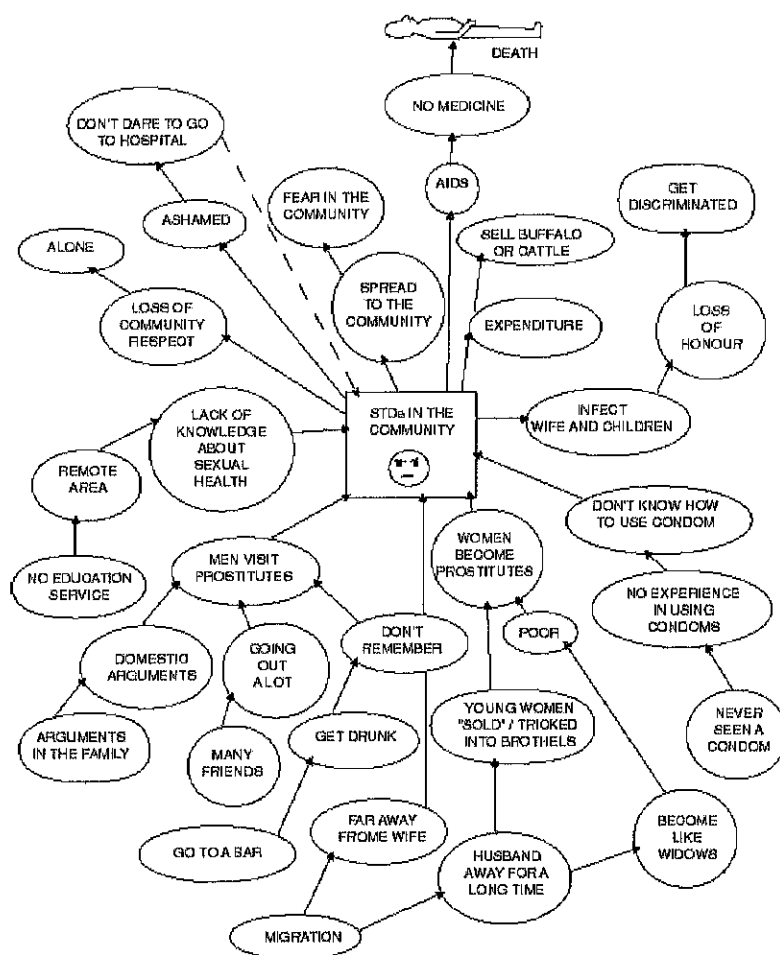 DEATH
NO MEDICINE
DON'T DARE TO GO
TO HOSPITAL
AIDS
FEAR IN THE
COMMUNITY
GET
DISCRIMINATED
ASHAMED
SELL BUFFALO
OR CATTLE
ALONE
SPREAD
TO THE
COMMUNITY
LOSS OF
COMMUNITY
RESPECT
EXPENDITURE
LOSS
OF
HONOUR
STDs IN THE
COMMUNITY
INFECT
WIFE AND CHILDREN
LACK OF
KNOWLEDGE
ABOUT
SEXUAL
HEALTH
REMOTE
AREA
DON'T KNOW HOW
TO USE CONDOM
WOMEN
BECOME
PROSTITUTES
MEN VISIT
PROSTITUTES
NO EDUCATION
SERVICE
NO EXPERIENCE
IN USING
CONDOMS
POOR
DON'T
REMEMBER
GOING
OUT
A LOT
DOMESTIC
ARGUMENTS
YOUNG WOMEN
"SOLD" / TRICKED
INTO BROTHELS
NEVER
SEEN A
CONDOM
ARGUMENTS
IN THE FAMILY
GET DRUNK
MANY
FRIENDS
FAR AWAY
FROME WIFE
BECOME
LIKE
WIDOWS
GO TO A BAR
HUSBAND
AWAY FOR A
LONG TIME
MIGRATION